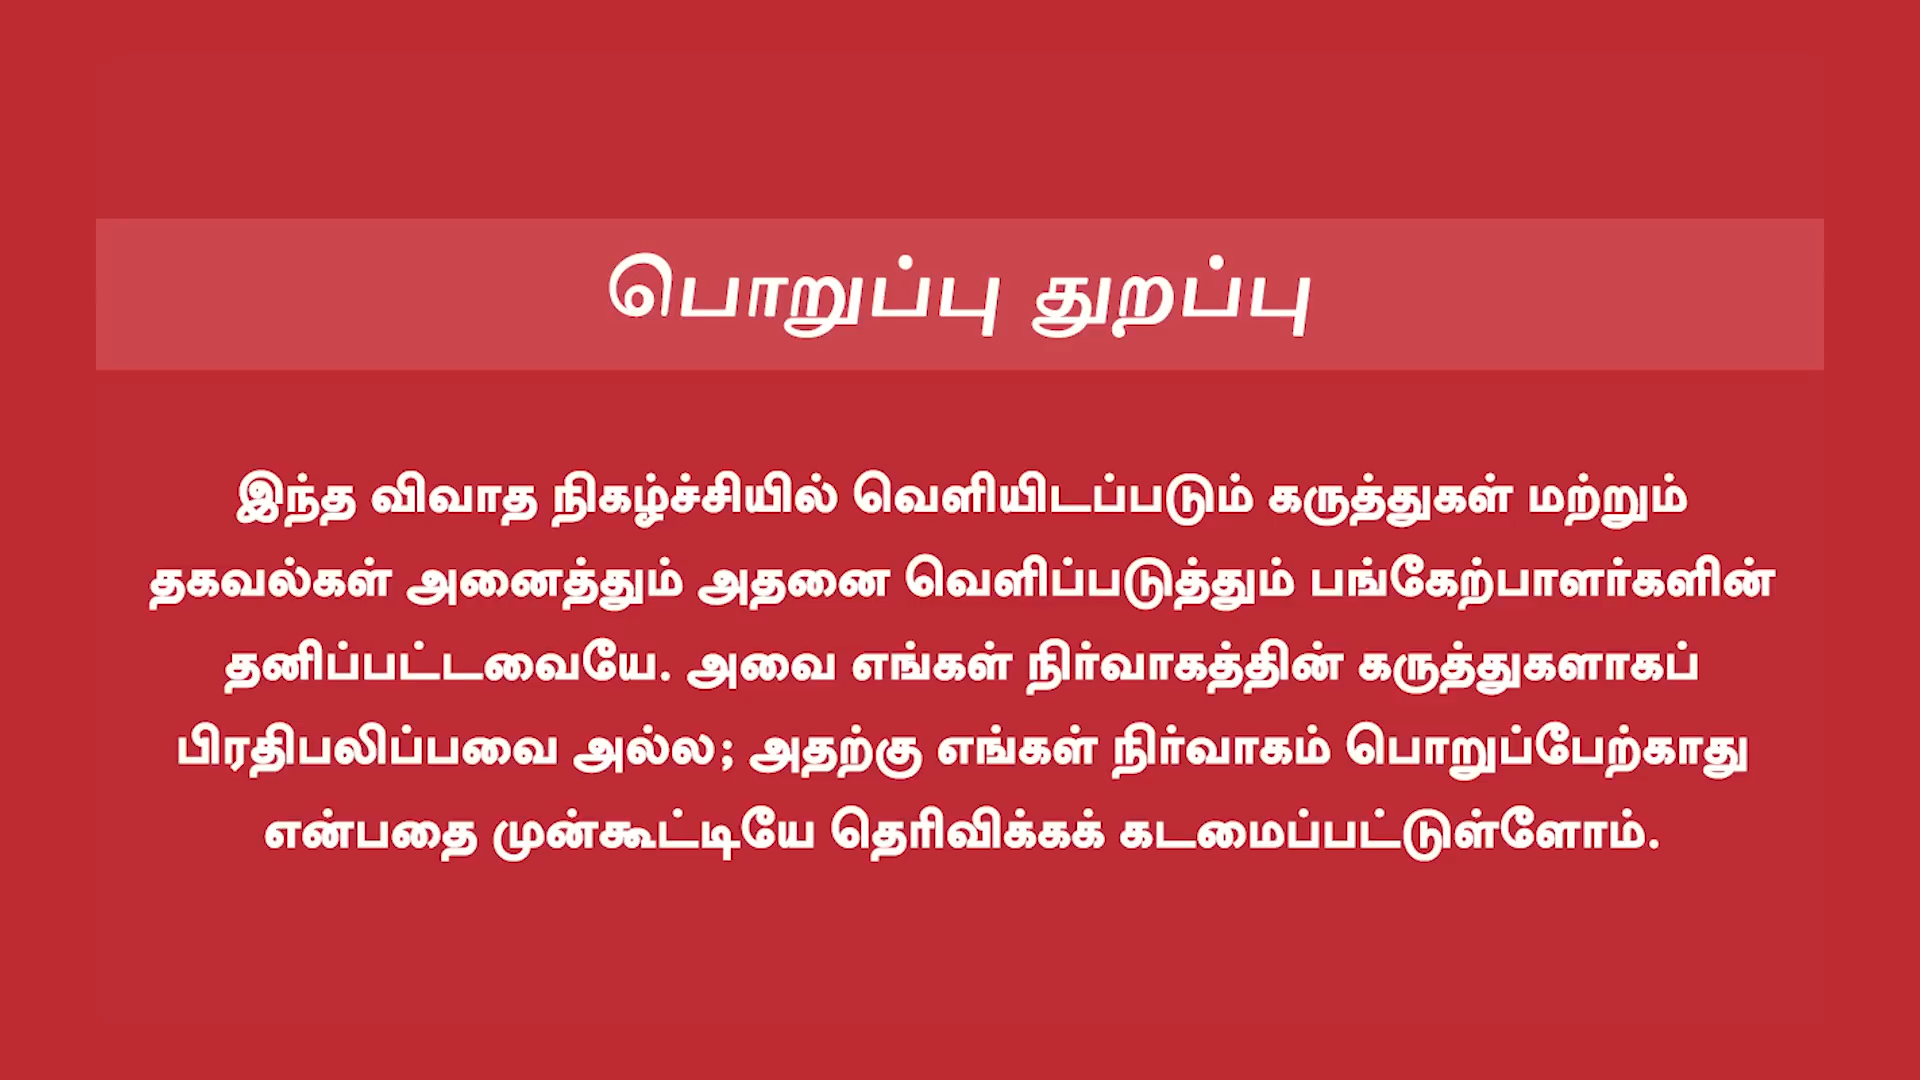 பொறுப்பு துறப்பு
இந்த விவாத நிகழ்ச்சியில் வெளியிடப்படும் கருத்துகள் மற்றும்
தகவல்கள் அனைத்தும் அதனை வெளிப்படுத்தும் பங்கேற்பாளர்களின்
தனிப்பட்டவையே. அவை எங்கள் நிர்வாகத்தின் கருத்துகளாகப்
பிரதிபலிப்பவை அல்ல; அதற்கு எங்கள் நிர்வாகம் பொறுப்பேற்காது
என்பதை முன்கூட்டியே தெரிவிக்கக் கடமைப்பட்டுள்ளோம்.